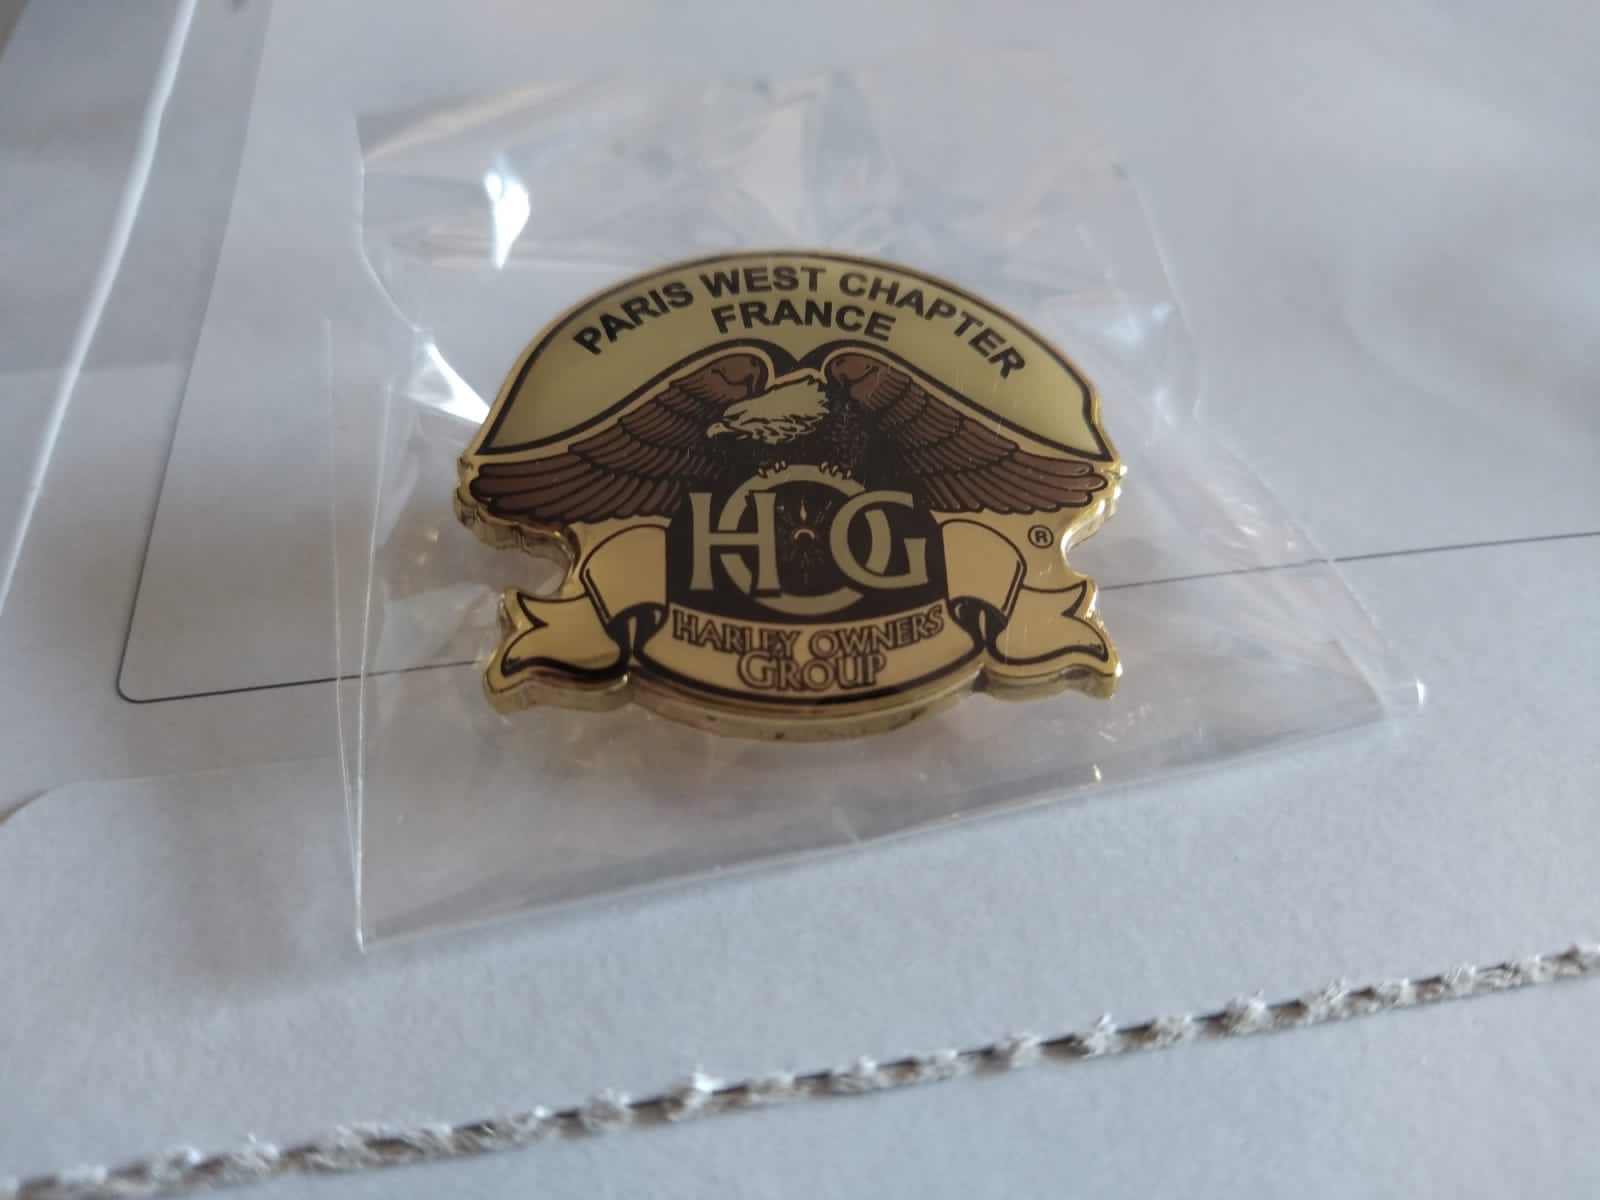 PARIS WEST CHAPTER
FRANCE
HOG
®
HARLEY OWNERS
GROUP